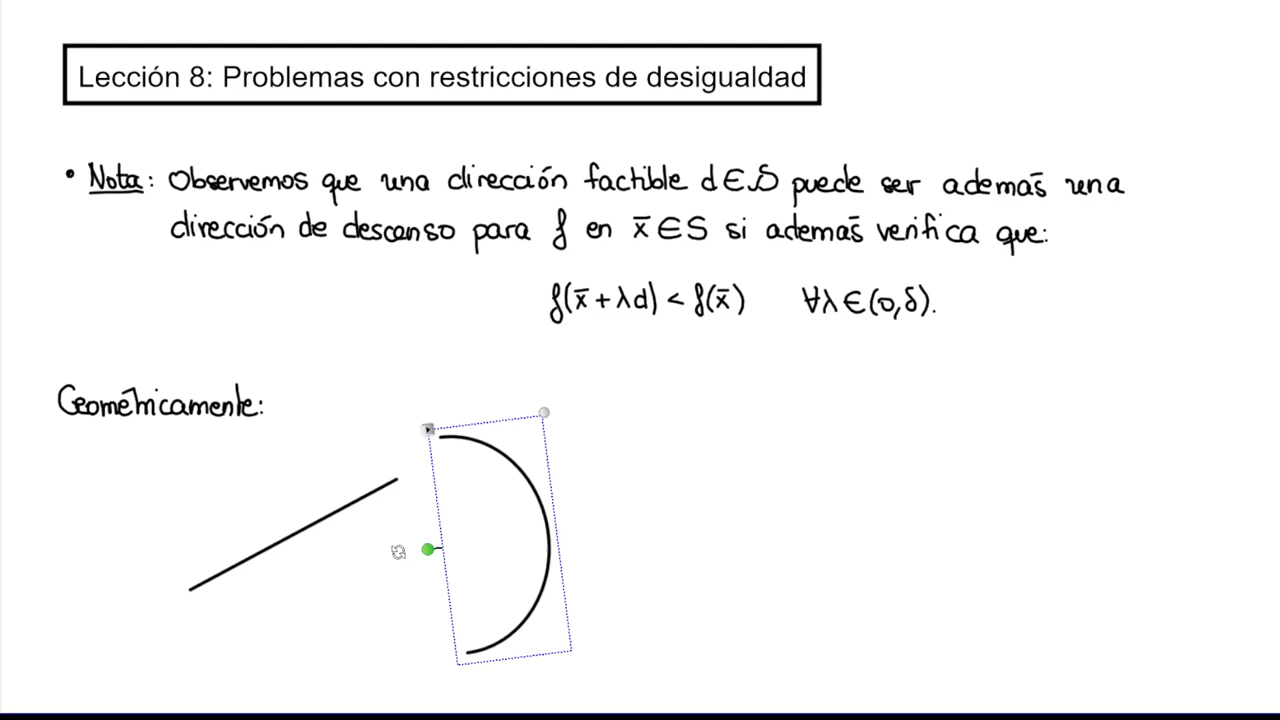 Lección 8: Problemas con restricciones de desigualdad
• Nota: Observemos que una dirección factible d∈S puede ser además una
dirección de descenso para f en x̄∈S si además verifica que:
f(x̄+λd) < f(x̄) ∀λ∈(0,δ).
Geométricamente: